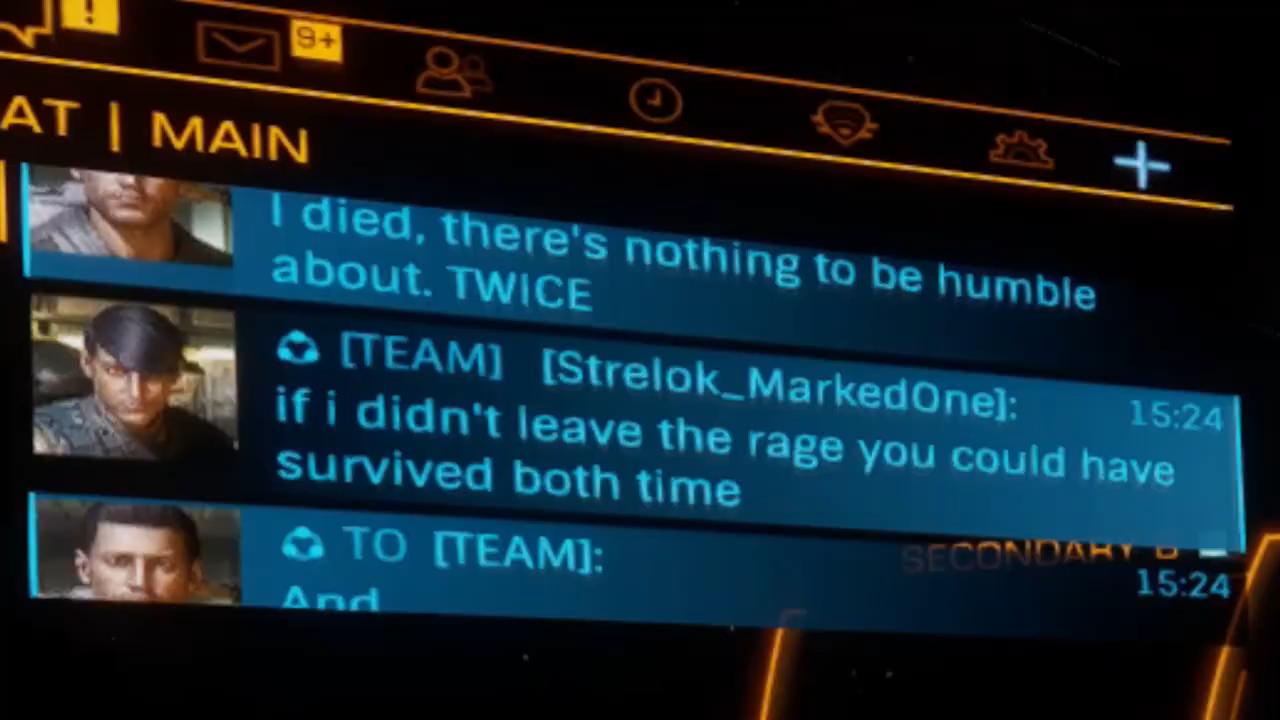 !
9+
AT | MAIN
I died, there's nothing to be humble
about. TWICE
[TEAM] [Strelok_MarkedOne]:
15:24
if i didn't leave the rage you could have
survived both time
TO [TEAM]:
SECONDARY B
15:24
And